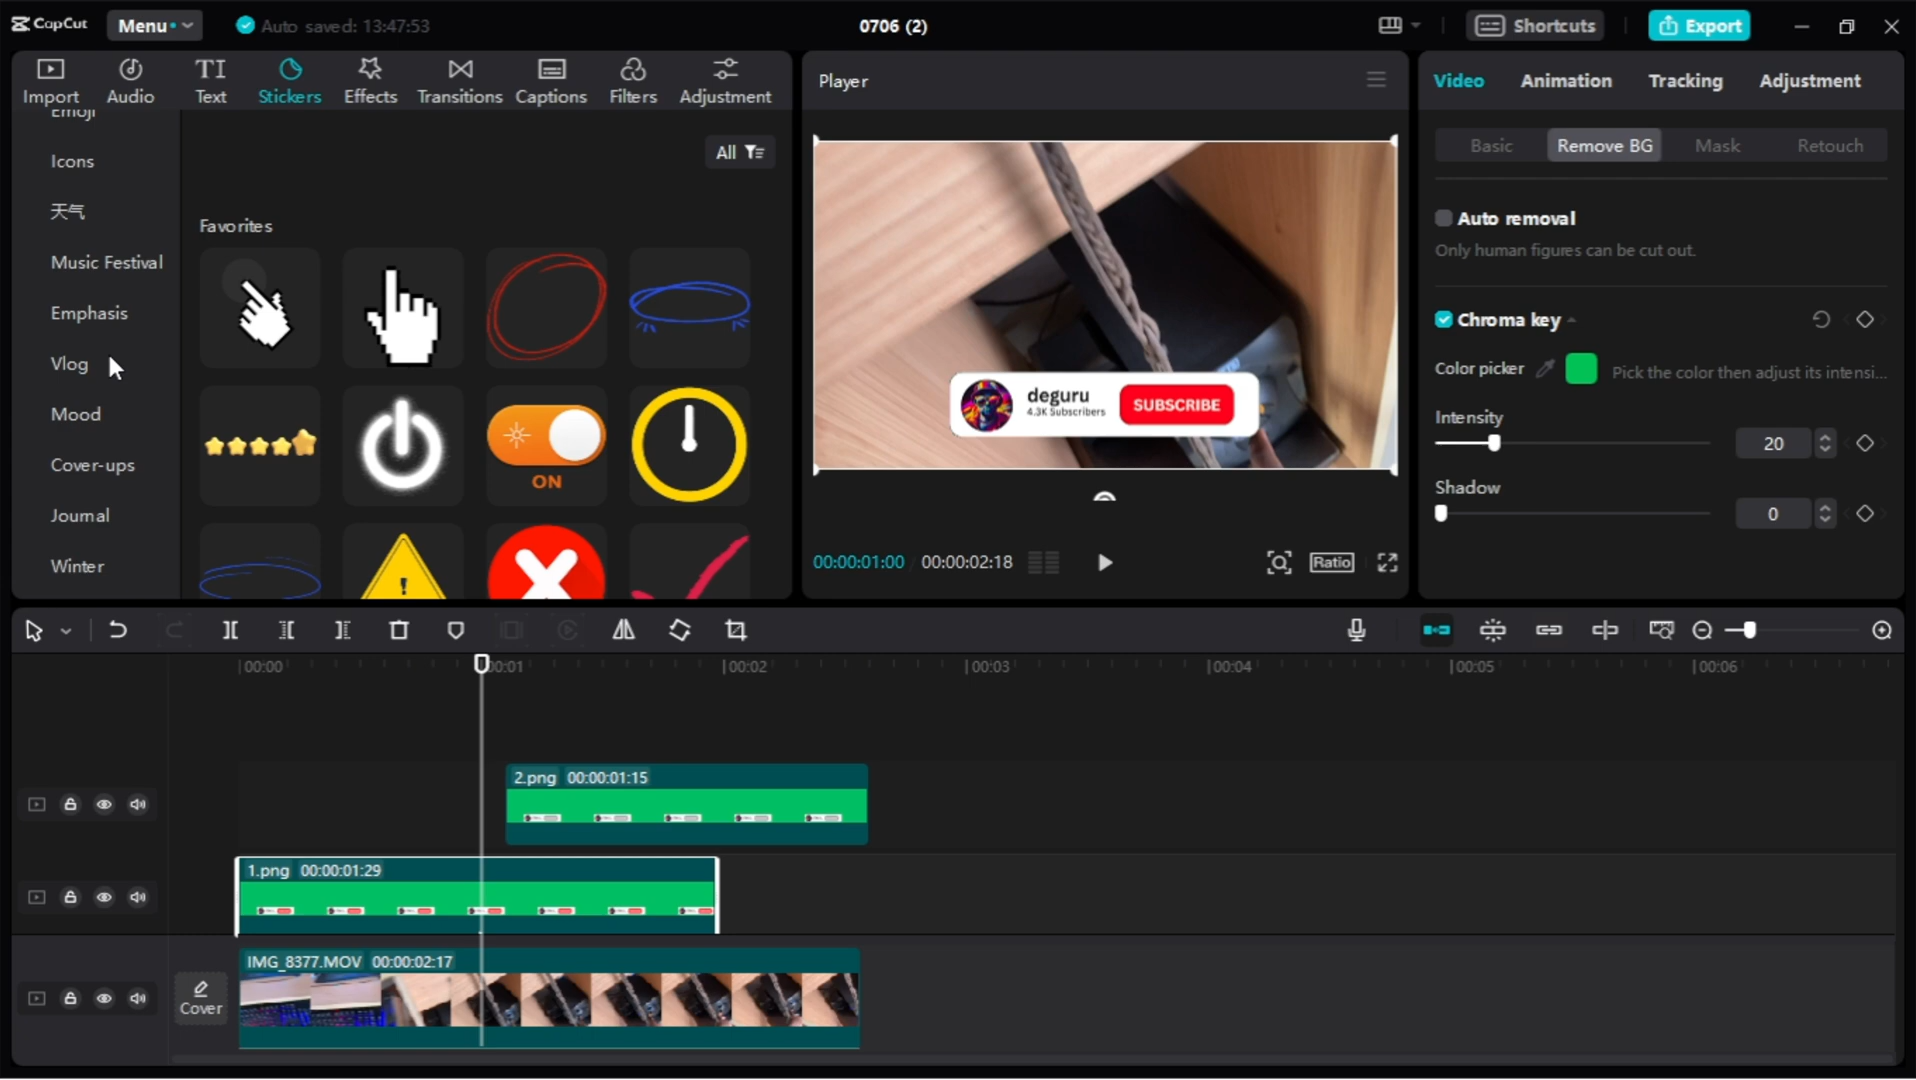 CapCut
Menu
Auto saved: 13:47:53
0706 (2)
Shortcuts
Export
Import
Audio
TI
Text
Stickers
Effects
Transitions
Captions
Filters
Adjustment
Emoji
Icons
天气
Music Festival
Emphasis
Vlog
Mood
Cover-ups
Journal
Winter
All
Favorites
ON
!
Player
deguru
4.3K Subscribers
SUBSCRIBE
00:00:01:00
00:00:02:18
Ratio
Video
Animation
Tracking
Adjustment
Basic
Remove BG
Mask
Retouch
Auto removal
Only human figures can be cut out.
Chroma key
Color picker
Pick the color then adjust its intensi...
Intensity
20
Shadow
0
00:00
00:01
00:02
00:03
00:04
00:05
00:06
2.png 00:00:01:15
1.png 00:00:01:29
IMG_8377.MOV 00:00:02:17
Cover